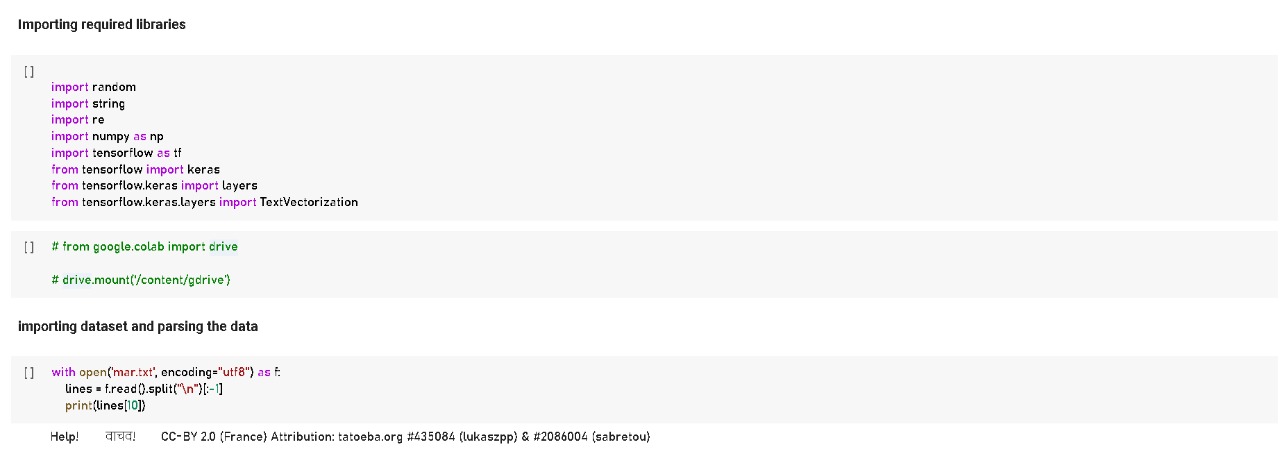 Importing required libraries
[ ]
import random
import string
import re
import numpy as np
import tensorflow as tf
from tensorflow import keras
from tensorflow.keras import layers
from tensorflow.keras.layers import TextVectorization
[ ] # from google.colab import drive
# drive.mount('/content/gdrive')
importing dataset and parsing the data
[ ] with open('mar.txt', encoding="utf8") as f:
lines = f.read().split("\n")[:-1]
print(lines[10])
Help! वाचव! CC-BY 2.0 (France) Attribution: tatoeba.org #435084 (lukaszpp) & #2086004 (sabretou)